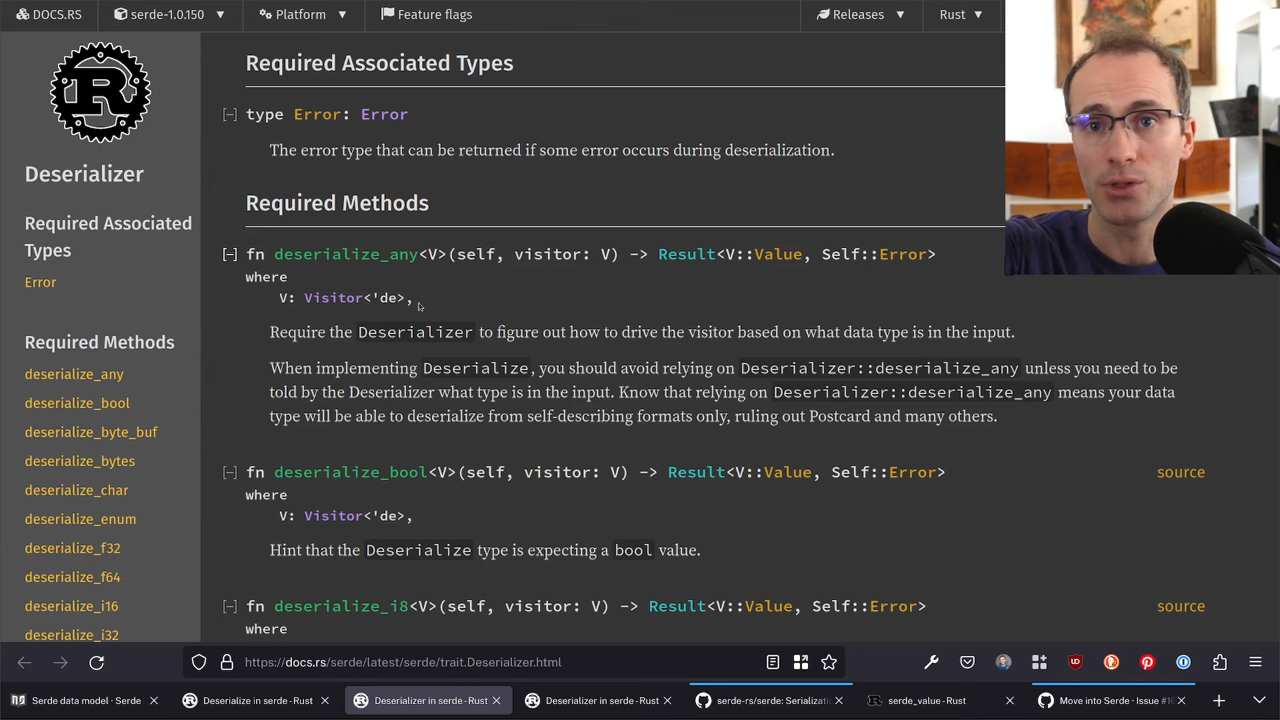 DOCS.RS
serde-1.0.150
Platform
Feature flags
Releases
Rust
Deserializer
Required Associated
Types
Error
Required Methods
deserialize_any
deserialize_bool
deserialize_byte_buf
deserialize_bytes
deserialize_char
deserialize_enum
deserialize_f32
deserialize_f64
deserialize_i16
deserialize_i32
Required Associated Types
[-] type Error: Error
The error type that can be returned if some error occurs during deserialization.
Required Methods
[-] fn deserialize_any<V>(self, visitor: V) -> Result<V::Value, Self::Error>
where
V: Visitor<'de>,
Require the Deserializer to figure out how to drive the visitor based on what data type is in the input.
When implementing Deserialize, you should avoid relying on Deserializer::deserialize_any unless you need to be
told by the Deserializer what type is in the input. Know that relying on Deserializer::deserialize_any means your data
type will be able to deserialize from self-describing formats only, ruling out Postcard and many others.
[-] fn deserialize_bool<V>(self, visitor: V) -> Result<V::Value, Self::Error> source
where
V: Visitor<'de>,
Hint that the Deserialize type is expecting a bool value.
[-] fn deserialize_i8<V>(self, visitor: V) -> Result<V::Value, Self::Error> source
where
https://docs.rs/serde/latest/serde/trait.Deserializer.html
Serde data model · Serde
Deserialize in serde - Rust
Deserializer in serde - Rust
Deserializer in serde - Rust
serde-rs/serde: Serializati
serde_value - Rust
Move into Serde · Issue #1